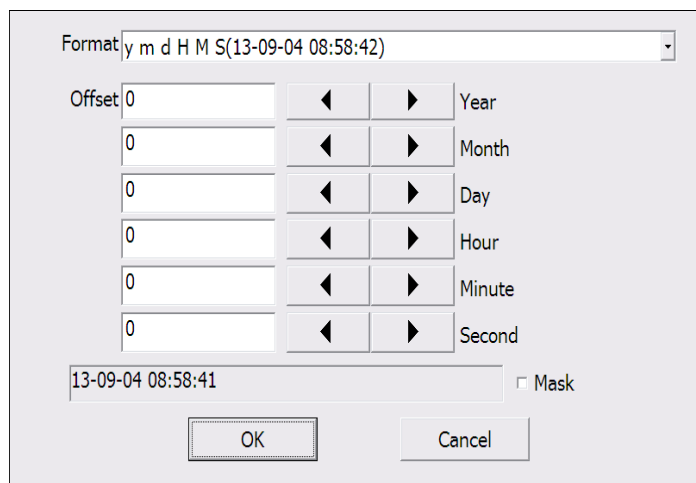 Format y m d H M S(13-09-04 08:58:42)
Offset 0 Year
0 Month
0 Day
0 Hour
0 Minute
0 Second
13-09-04 08:58:41 Mask
OK Cancel